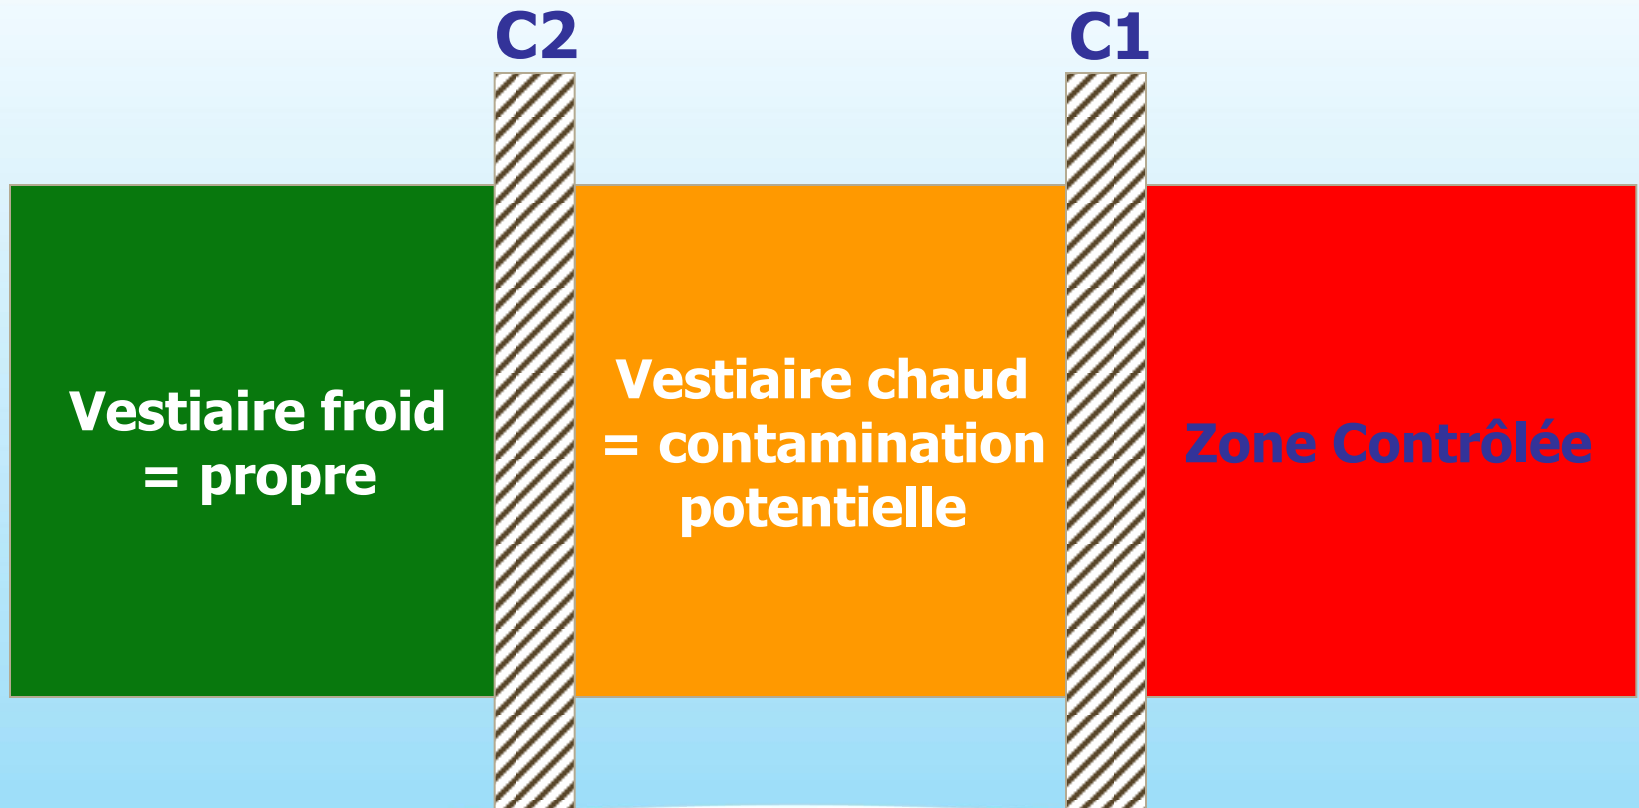 C2
C1
Vestiaire froid
= propre
Vestiaire chaud
= contamination
potentielle
Zone Contrôlée